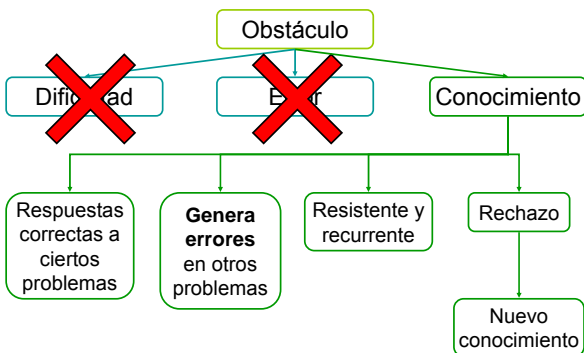 Obstáculo
Conocimiento
Respuestas
correctas a
ciertos
problemas
Genera
errores
en otros
problemas
Resistente y
recurrente
Rechazo
Nuevo
conocimiento